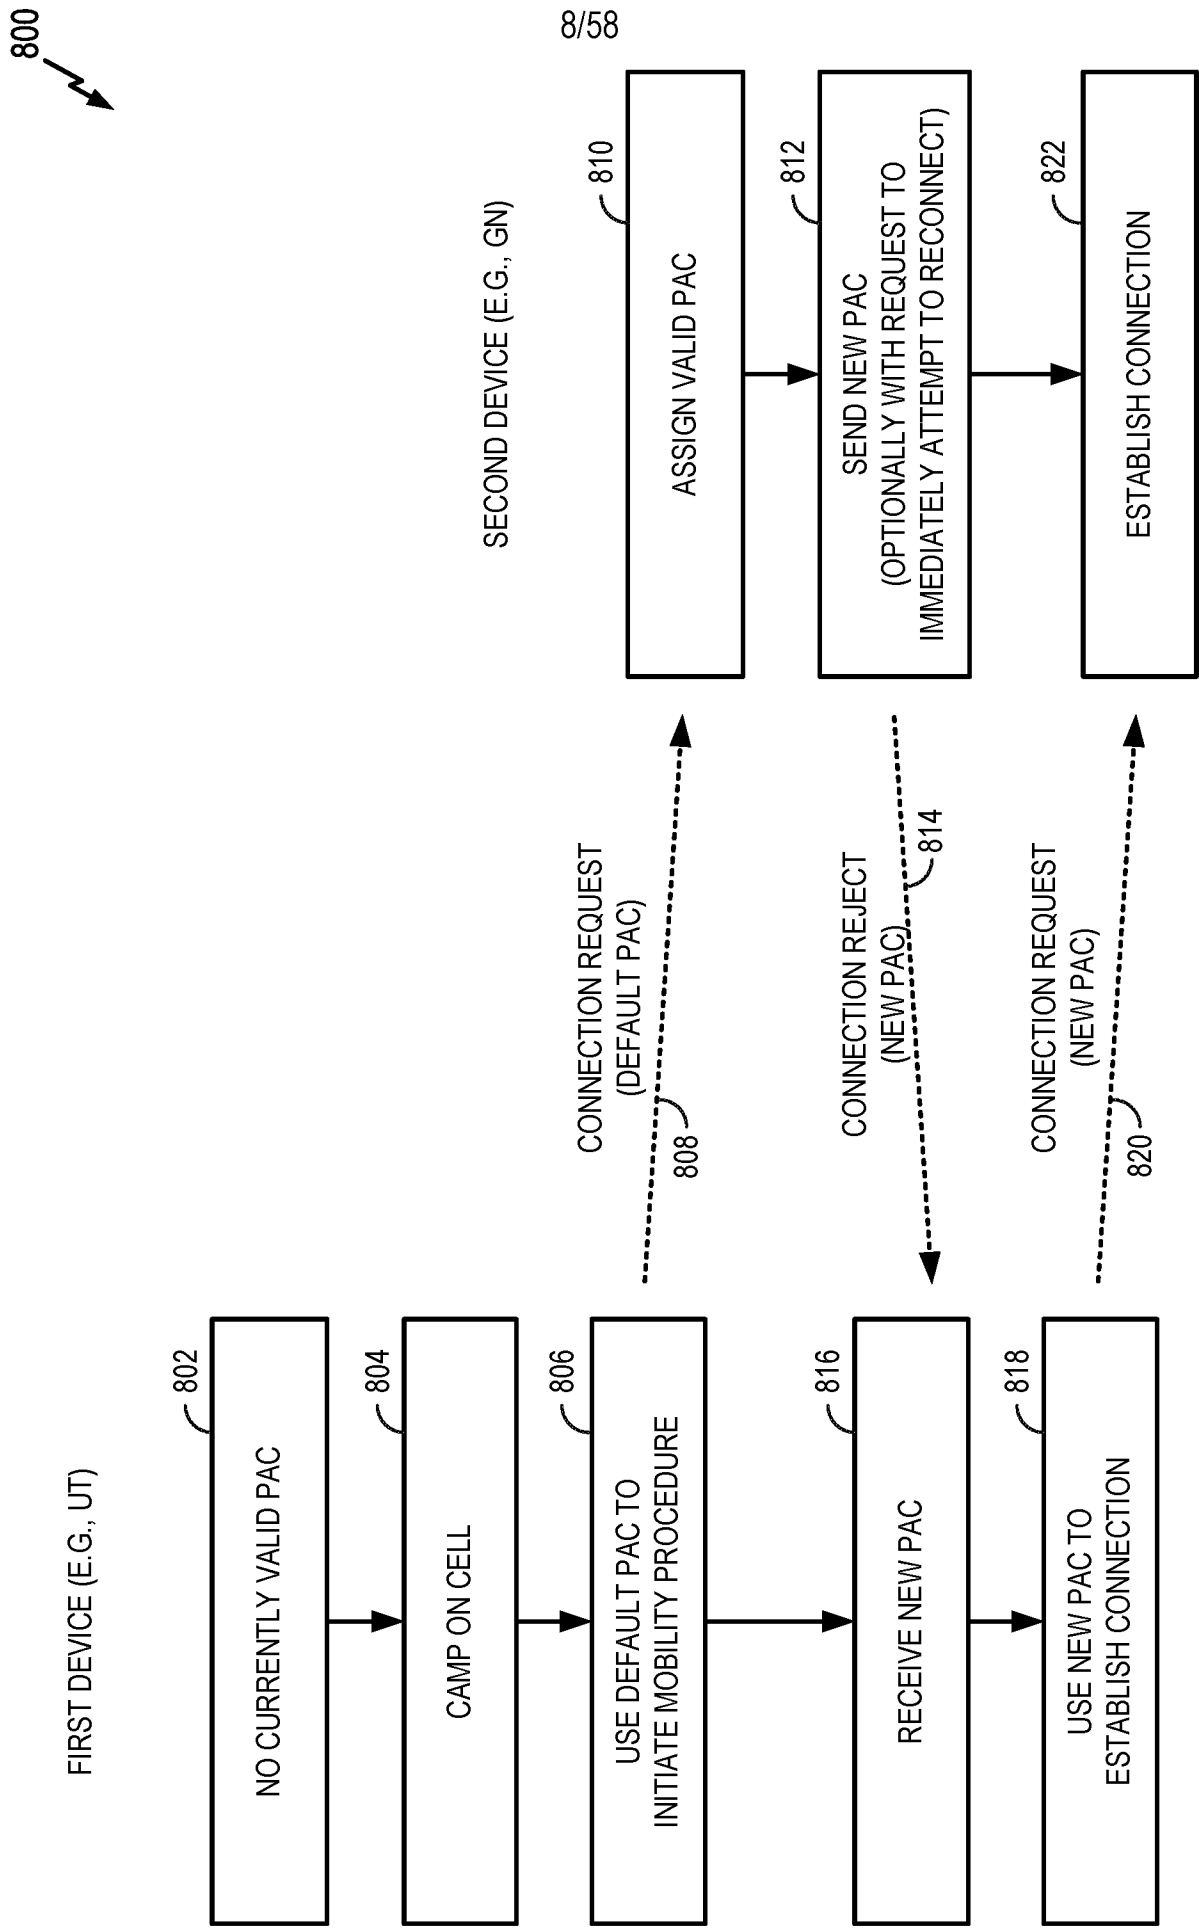 8/58
800
FIRST DEVICE (E.G., UT)
SECOND DEVICE (E.G., GN)
802
NO CURRENTLY VALID PAC
804
CAMP ON CELL
806
USE DEFAULT PAC TO
INITIATE MOBILITY PROCEDURE
CONNECTION REQUEST
(DEFAULT PAC)
808
810
ASSIGN VALID PAC
812
SEND NEW PAC
(OPTIONALLY WITH REQUEST TO
IMMEDIATELY ATTEMPT TO RECONNECT)
CONNECTION REJECT
(NEW PAC)
814
816
RECEIVE NEW PAC
818
USE NEW PAC TO
ESTABLISH CONNECTION
CONNECTION REQUEST
(NEW PAC)
820
822
ESTABLISH CONNECTION